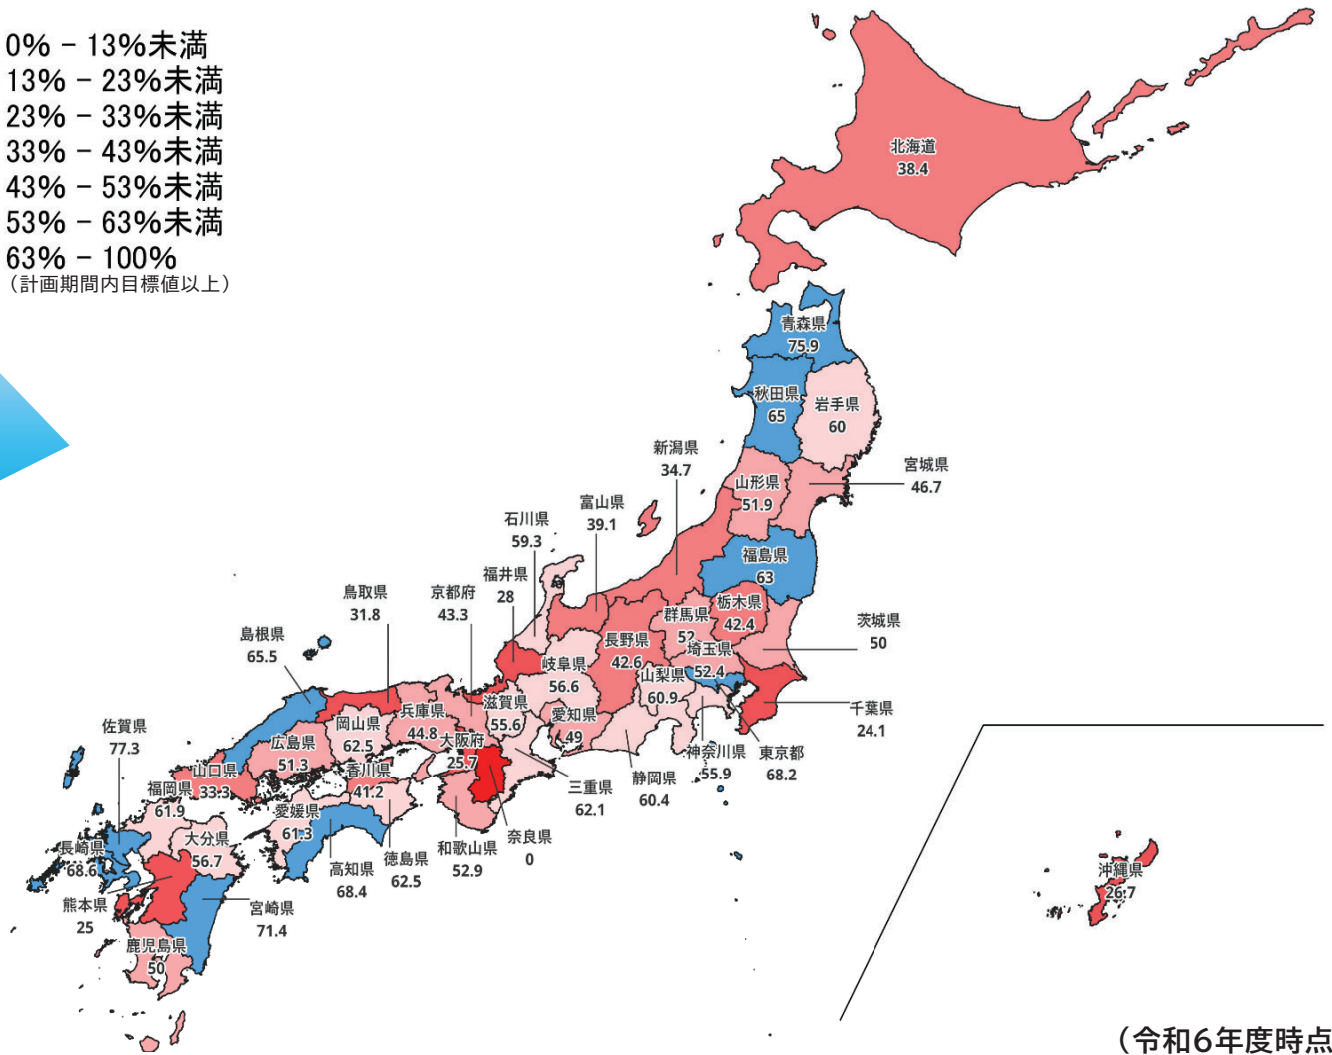 0% − 13%未満
13% − 23%未満
23% − 33%未満
33% − 43%未満
43% − 53%未満
53% − 63%未満
63% − 100%
（計画期間内目標値以上）
北海道
38.4
青森県
75.9
秋田県
65
岩手県
60
新潟県
34.7
宮城県
46.7
山形県
51.9
富山県
39.1
石川県
59.3
福島県
63
福井県
28
京都府
43.3
鳥取県
31.8
島根県
65.5
栃木県
42.4
群馬県
52
茨城県
50
長野県
42.6
埼玉県
52.4
岐阜県
56.6
山梨県
60.9
千葉県
24.1
滋賀県
55.6
愛知県
49
兵庫県
44.8
岡山県
62.5
広島県
51.3
大阪府
25.7
佐賀県
77.3
神奈川県
55.9
東京都
68.2
静岡県
60.4
三重県
62.1
山口県
33.3
香川県
41.2
福岡県
61.9
愛媛県
61.3
大分県
56.7
長崎県
68.6
奈良県
0
和歌山県
52.9
徳島県
62.5
高知県
68.4
熊本県
25
宮崎県
71.4
鹿児島県
50
沖縄県
26.7
（令和6年度時点